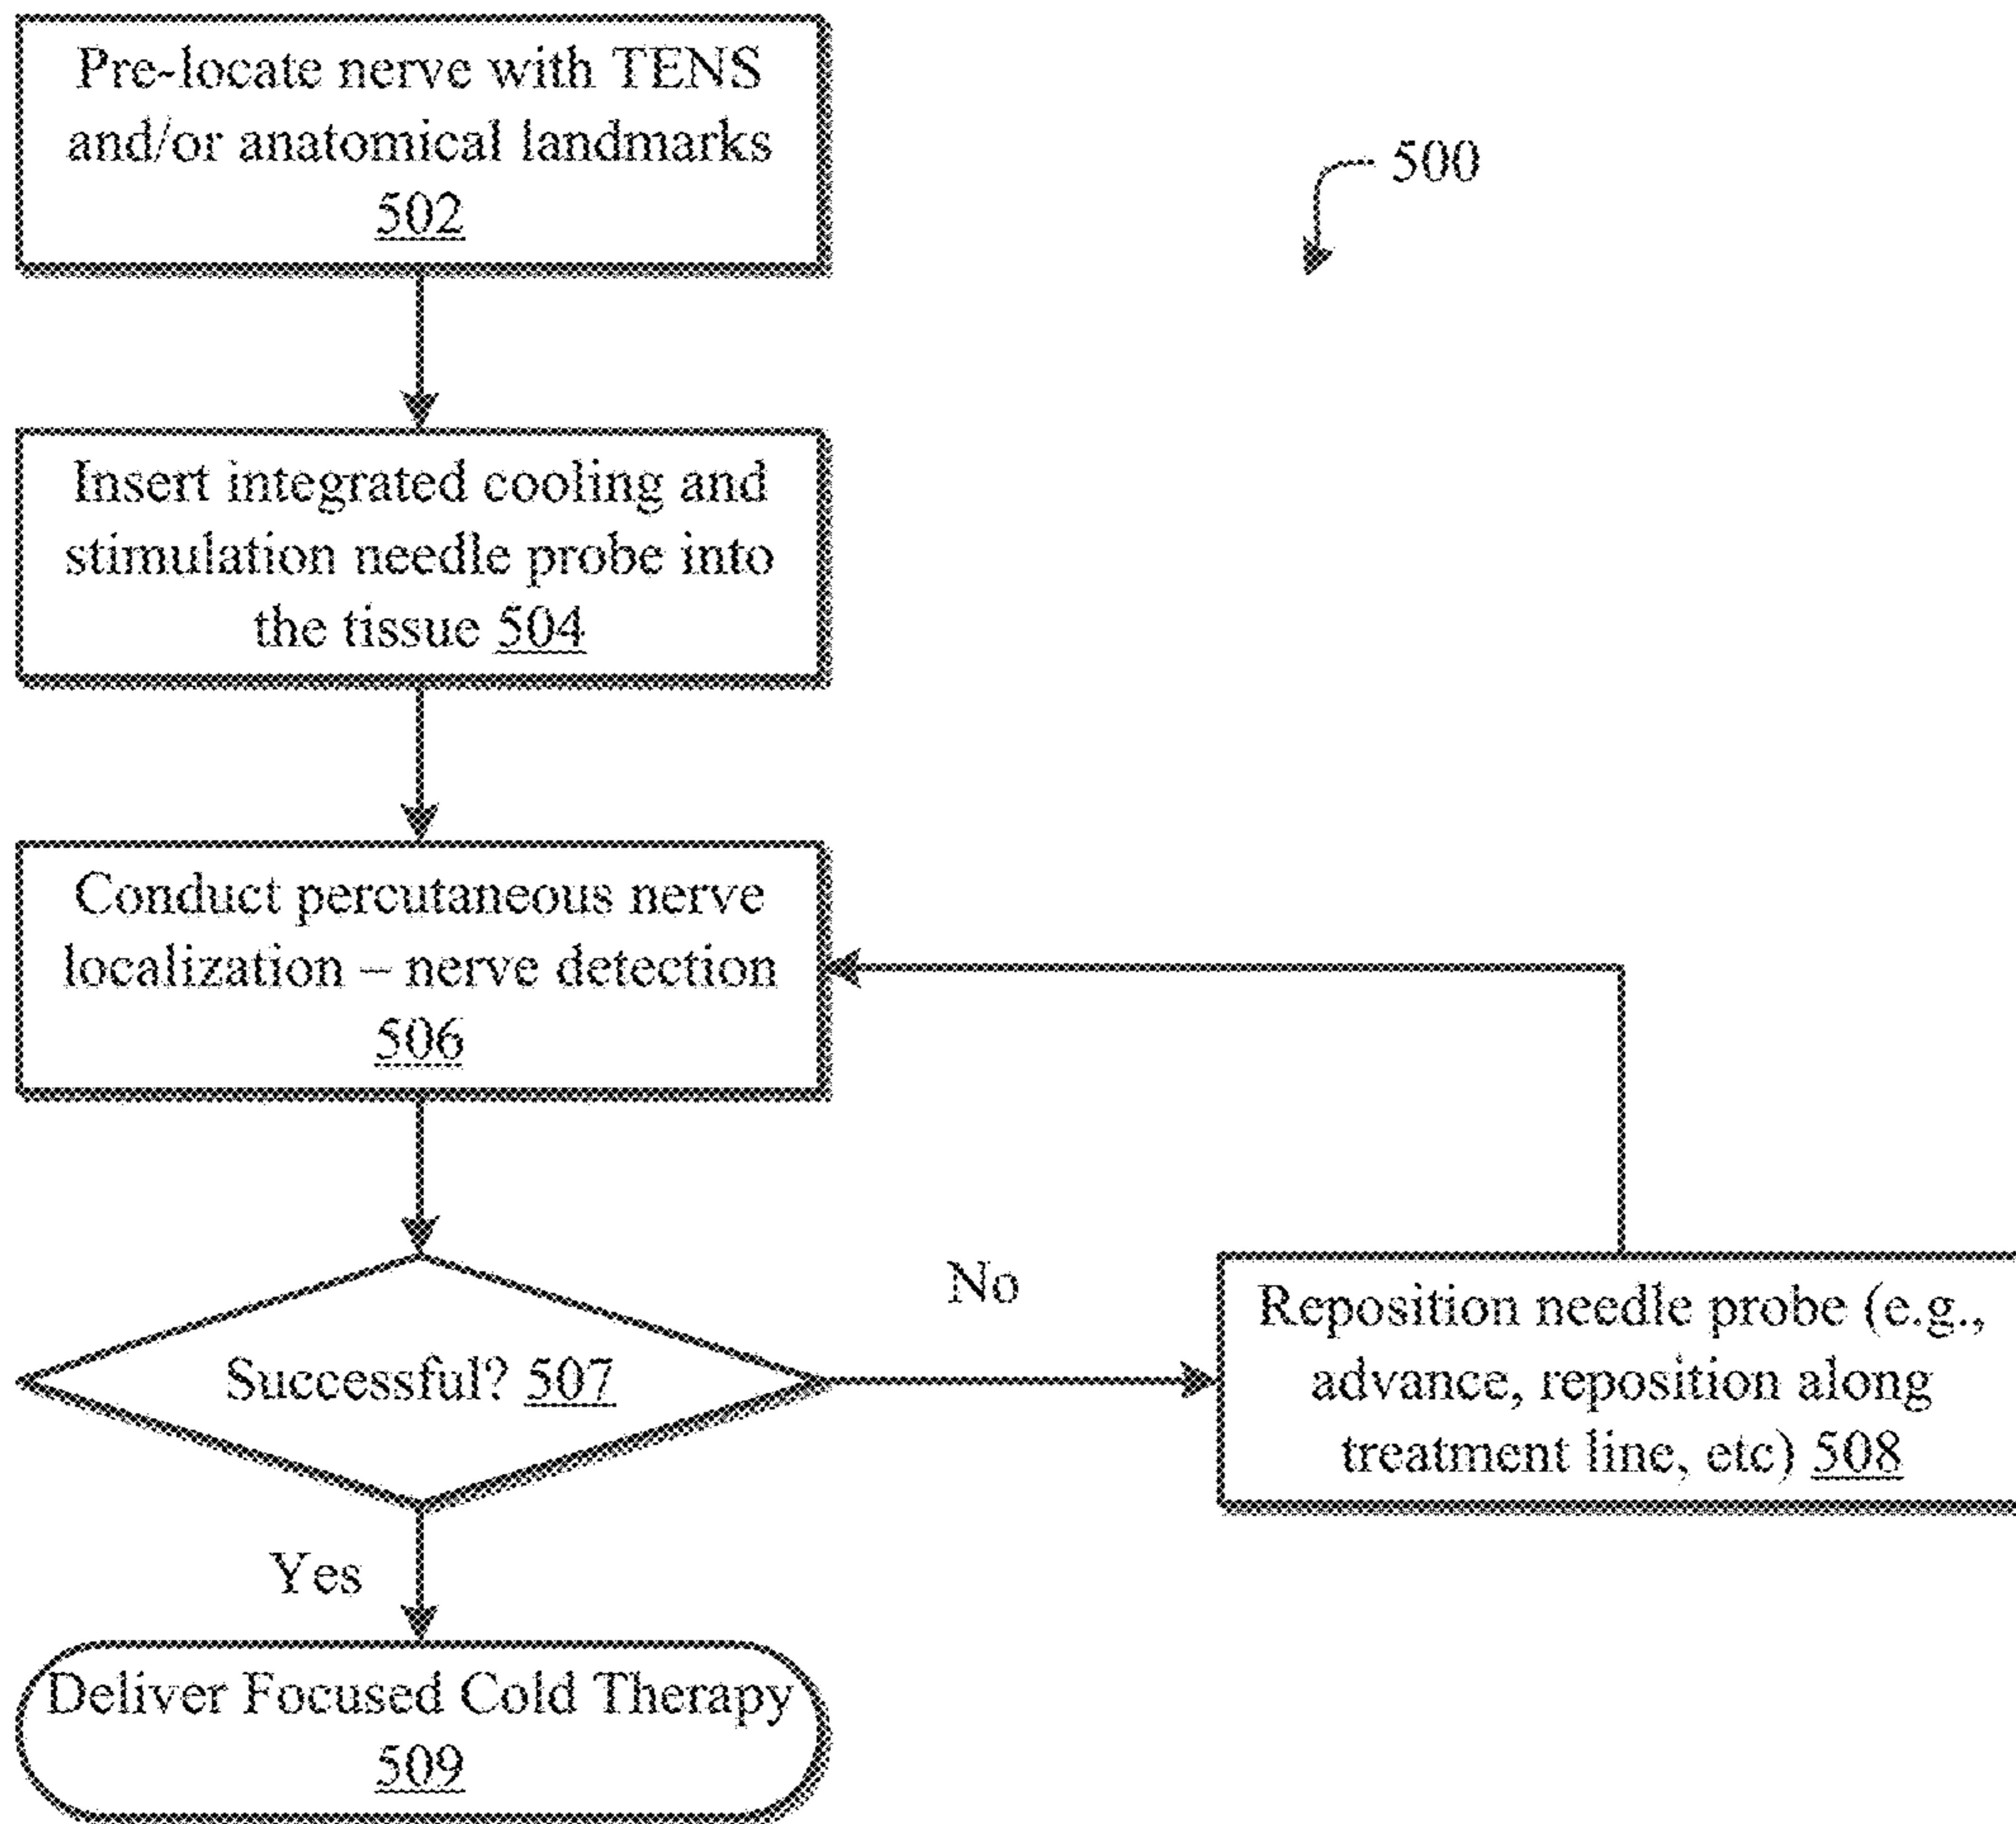 Pre-locate nerve with TENS
and/or anatomical landmarks
502
500
Insert integrated cooling and
stimulation needle probe into
the tissue 504
Conduct percutaneous nerve
localization – nerve detection
506
Successful? 507
No
Reposition needle probe (e.g.,
advance, reposition along
treatment line, etc) 508
Yes
Deliver Focused Cold Therapy
509